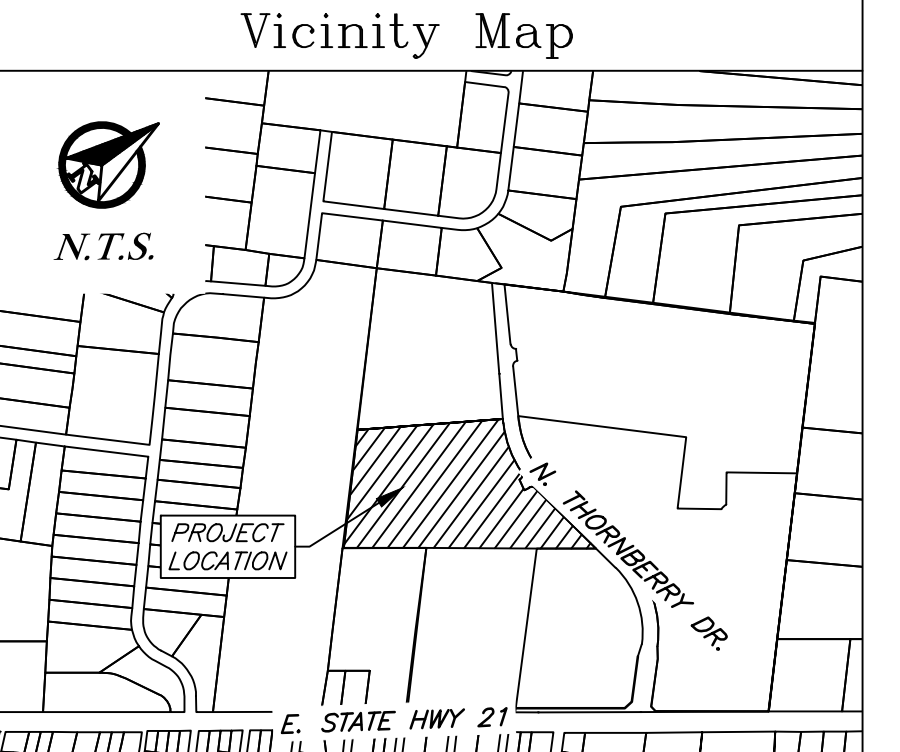 Vicinity Map
N
N.T.S.
PROJECT
LOCATION
N. THORNBERRY DR.
E. STATE HWY 21